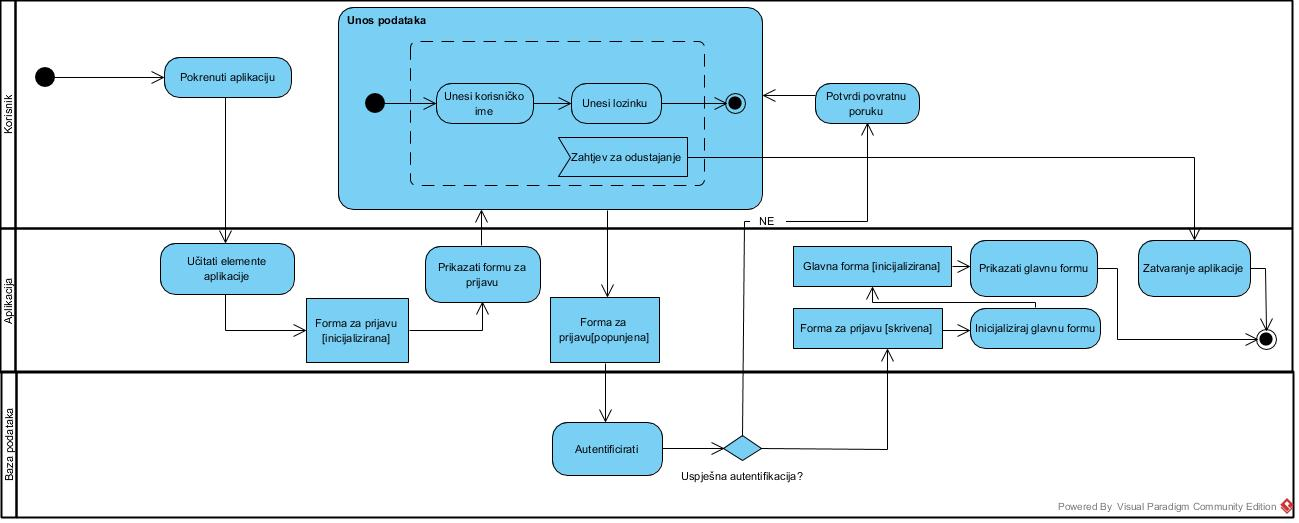 Korisnik
Pokrenuti aplikaciju
Unos podataka
Unesi korisničko
ime
Unesi lozinku
Zahtjev za odustajanje
Potvrdi povratnu
poruku
NE
Aplikacija
Učitati elemente
aplikacije
Forma za prijavu
[inicijalizirana]
Prikazati formu za
prijavu
Forma za
prijavu[popunjena]
Glavna forma [inicijalizirana]
Prikazati glavnu formu
Zatvaranje aplikacije
Forma za prijavu [skrivena]
Inicijaliziraj glavnu formu
Baza podataka
Autentificirati
Uspješna autentifikacija?
Powered By Visual Paradigm Community Edition